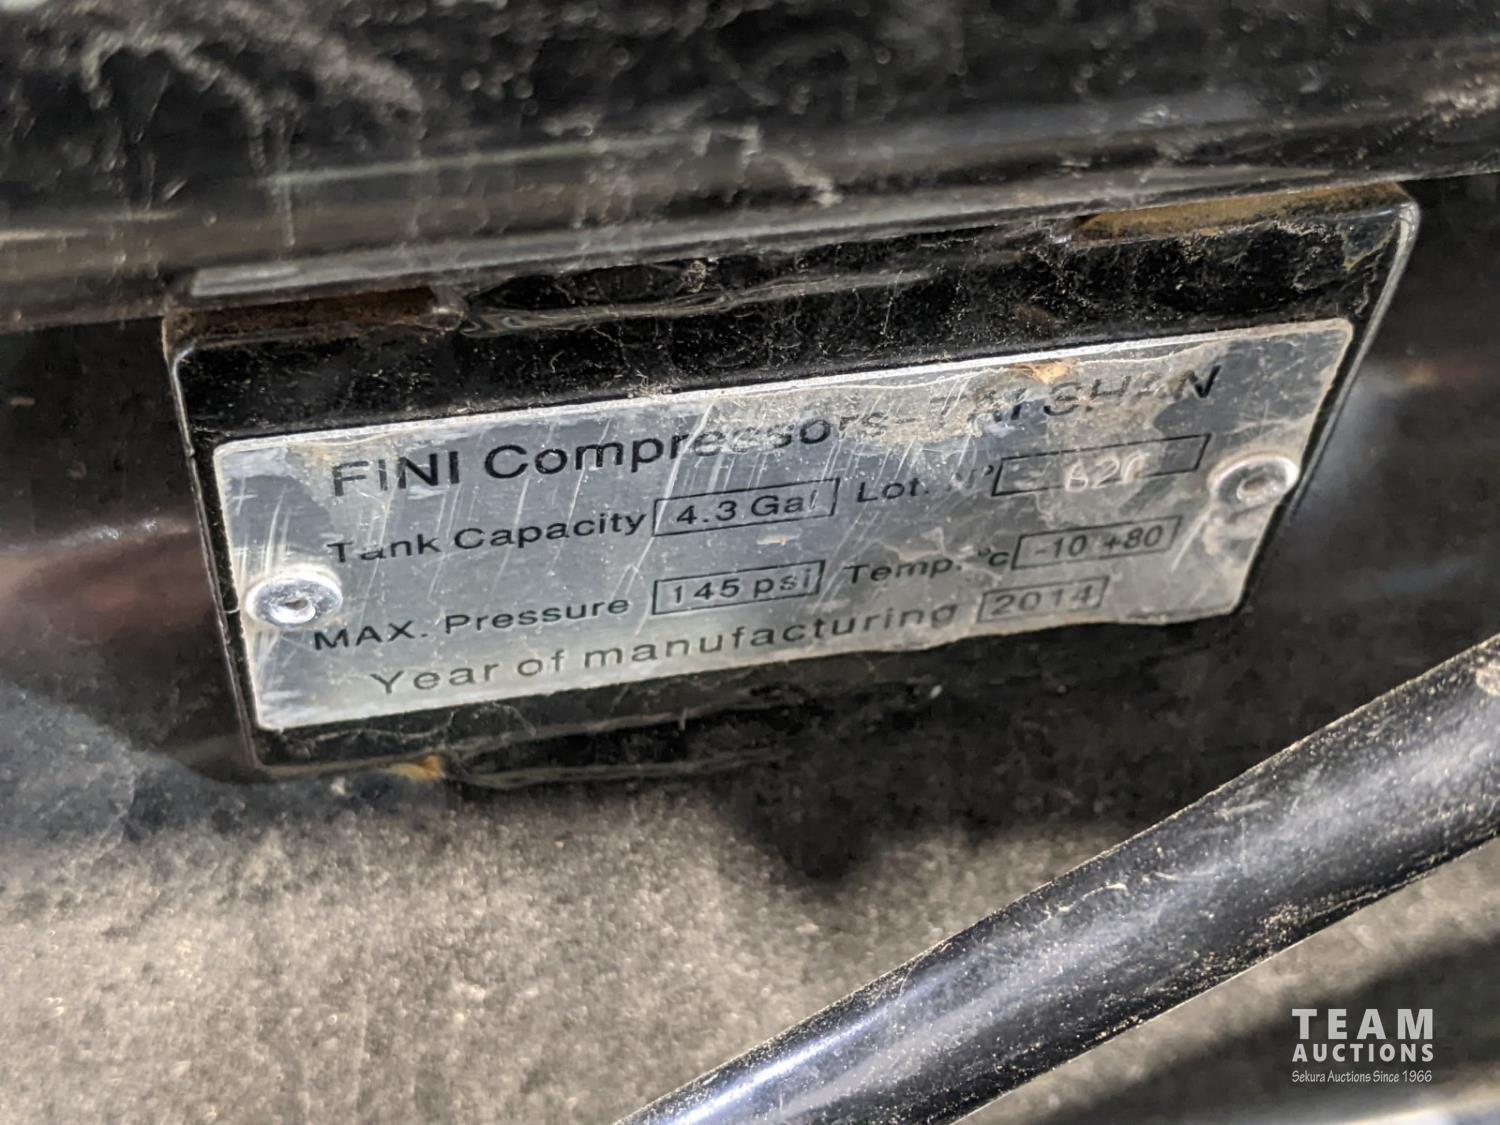 FINI Compressors-TAISHAN
Tank Capacity 4.3 Gal Lot. N°
MAX. Pressure 145 psi Temp. °c -10 +80
Year of manufacturing 2014
TEAM
AUCTIONS
Sekura Auctions Since 1966